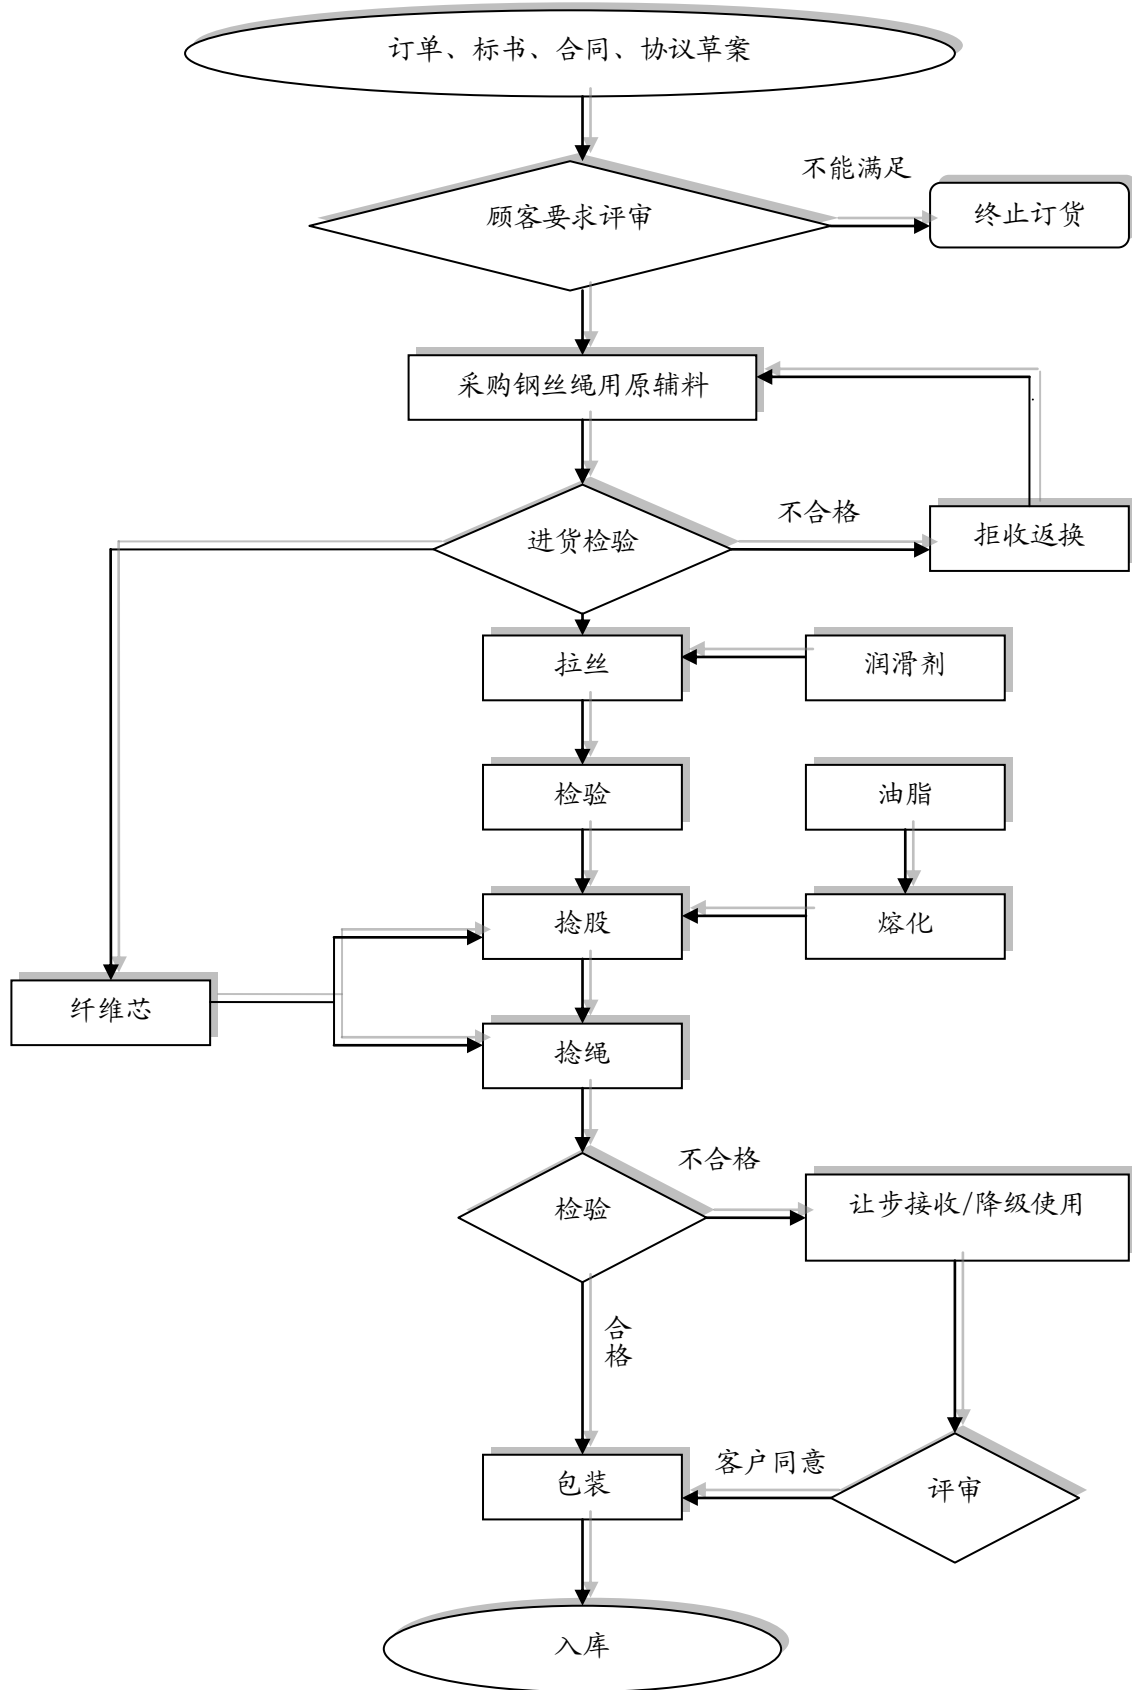 订单、标书、合同、协议草案
不能满足
顾客要求评审
终止订货
采购钢丝绳用原辅料
不合格
进货检验
拒收返换
拉丝
润滑剂
检验
油脂
捻股
熔化
纤维芯
捻绳
不合格
检验
让步接收/降级使用
合
格
客户同意
包装
评审
入库